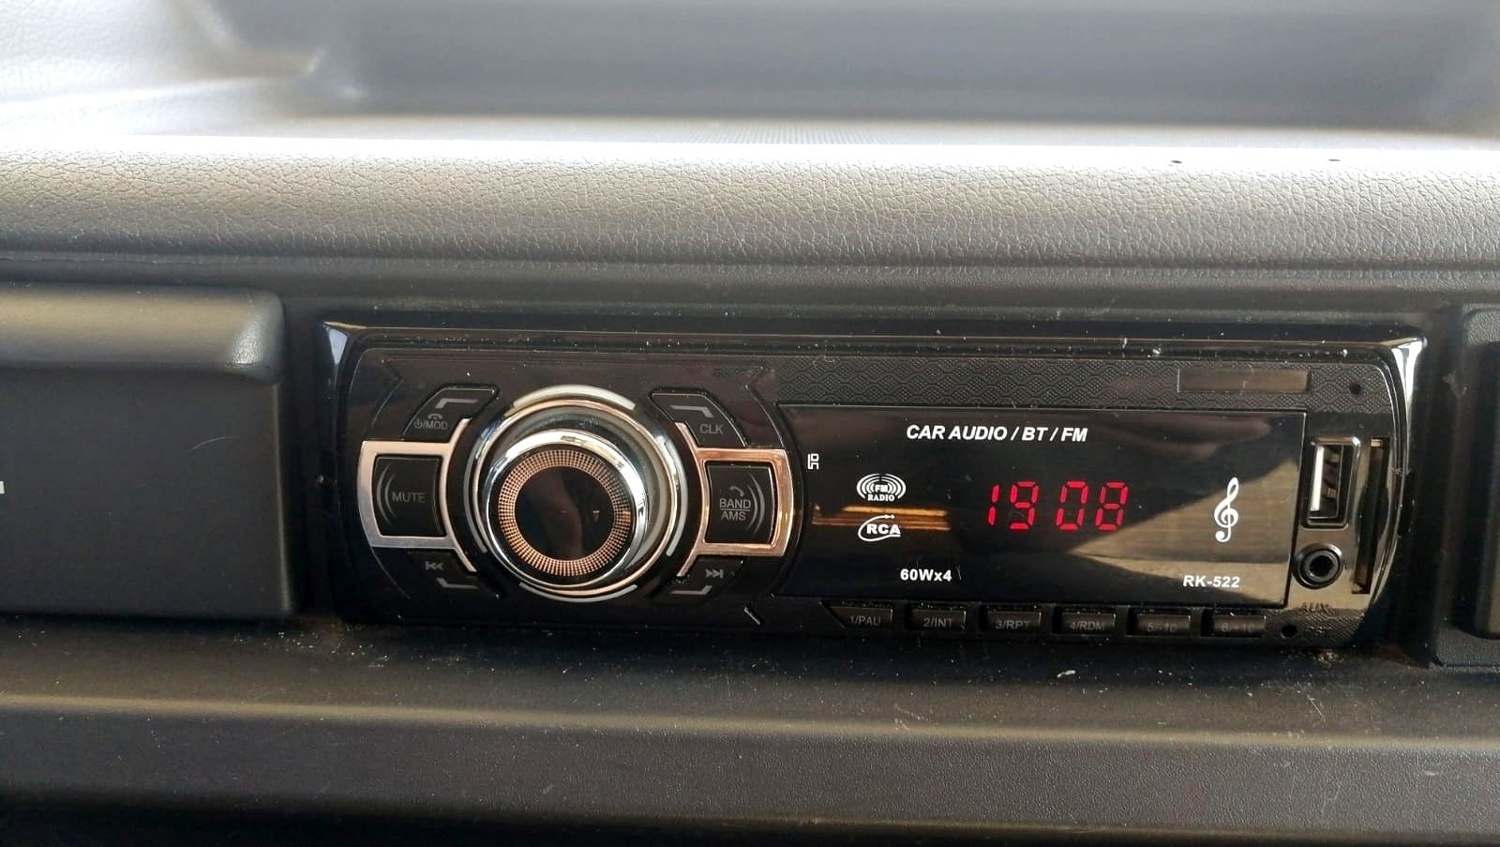 ⏻/MOD
CLK
MUTE
BAND
AMS
CAR AUDIO / BT / FM
FM
RADIO
RCA
1908
60Wx4
RK-522
1/PAU
2/INT
3/RPT
4/RDM
AUX